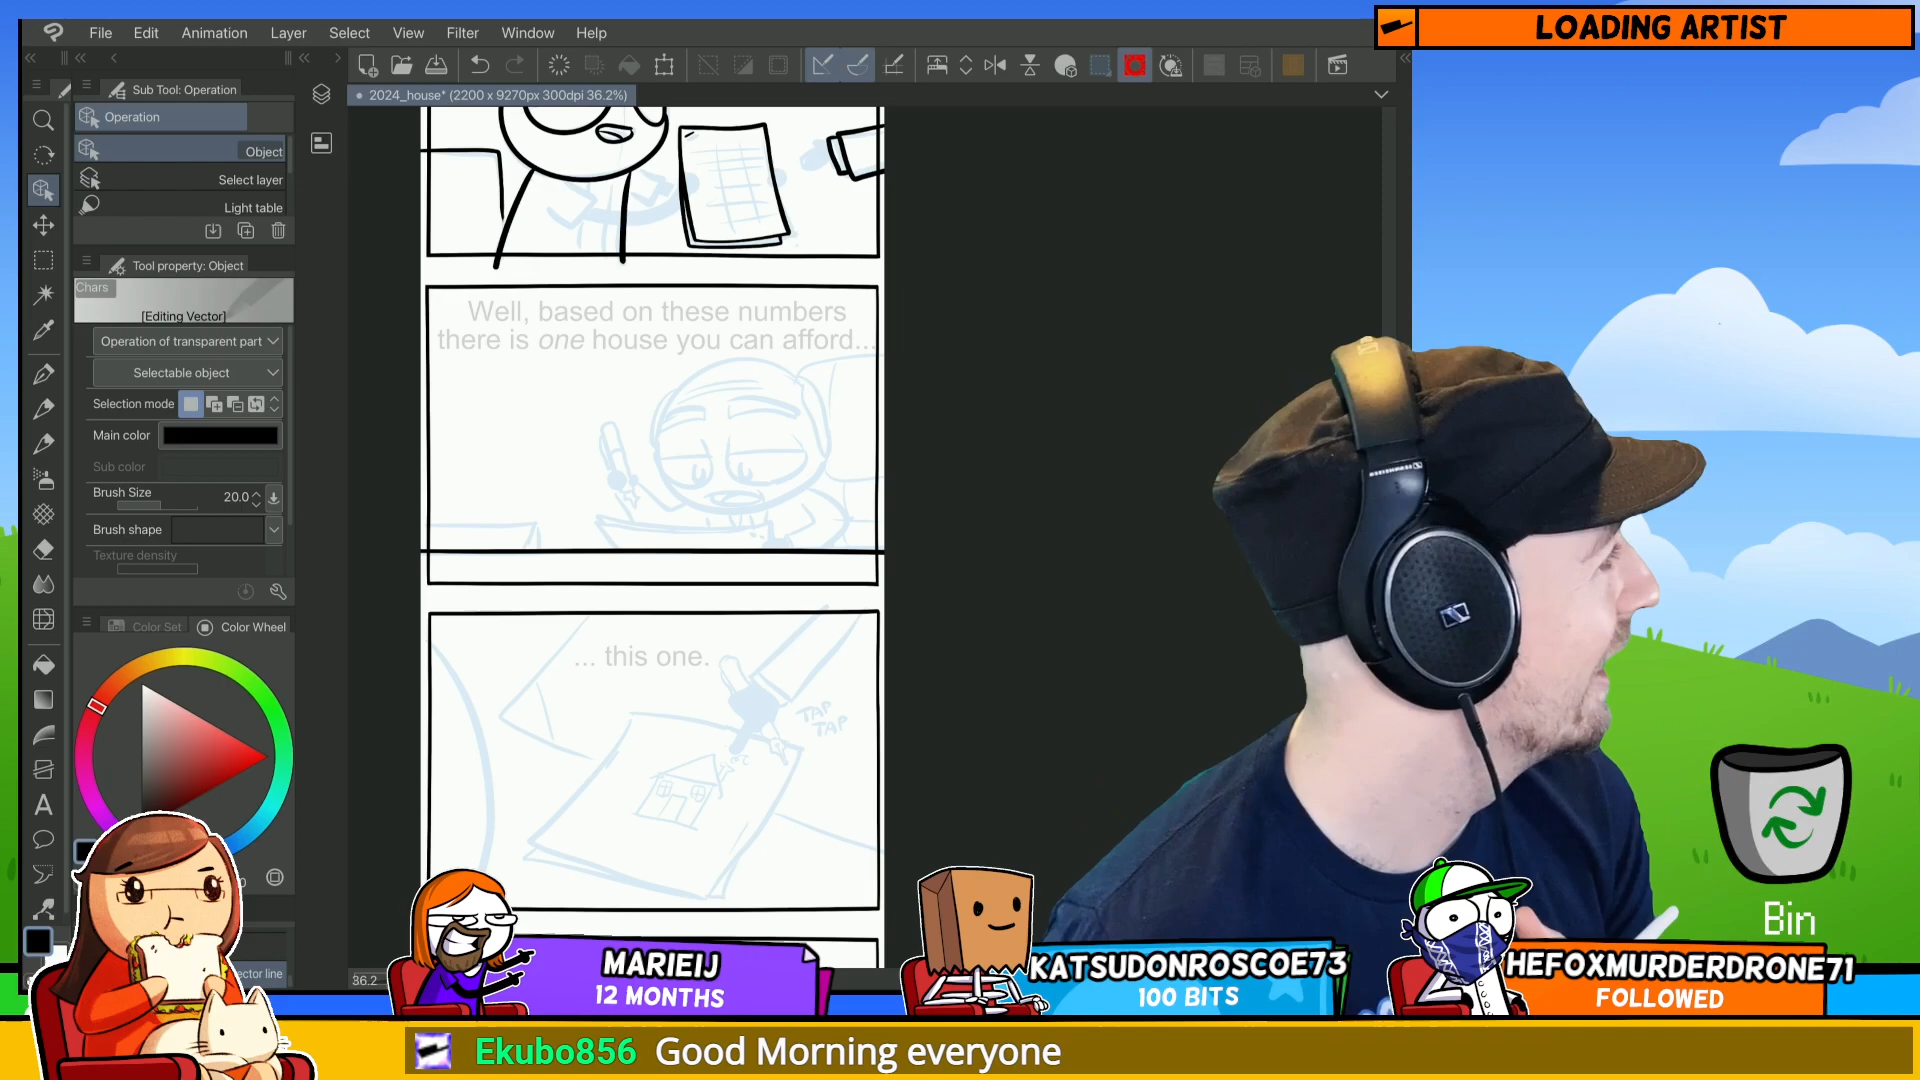 LOADING ARTIST
File Edit Animation Layer Select View Filter Window Help
Sub Tool: Operation
2024_house* (2200 x 9270px 300dpi 36.2%)
Operation
Object
Select layer
Light table
Tool property: Object
Chars
[Editing Vector]
Operation of transparent part
Selectable object
Selection mode
Main color
Sub color
Brush Size 20.0
Brush shape
Texture density
Color Set Color Wheel
Well, based on these numbers
there is one house you can afford...
... this one.
TAP
TAP
Bin
ector line
36.2
MARIEIJ
12 MONTHS
KATSUDONROSCOE73
100 BITS
HEFOXMURDERDRONE71
FOLLOWED
Ekubo856 Good Morning everyone